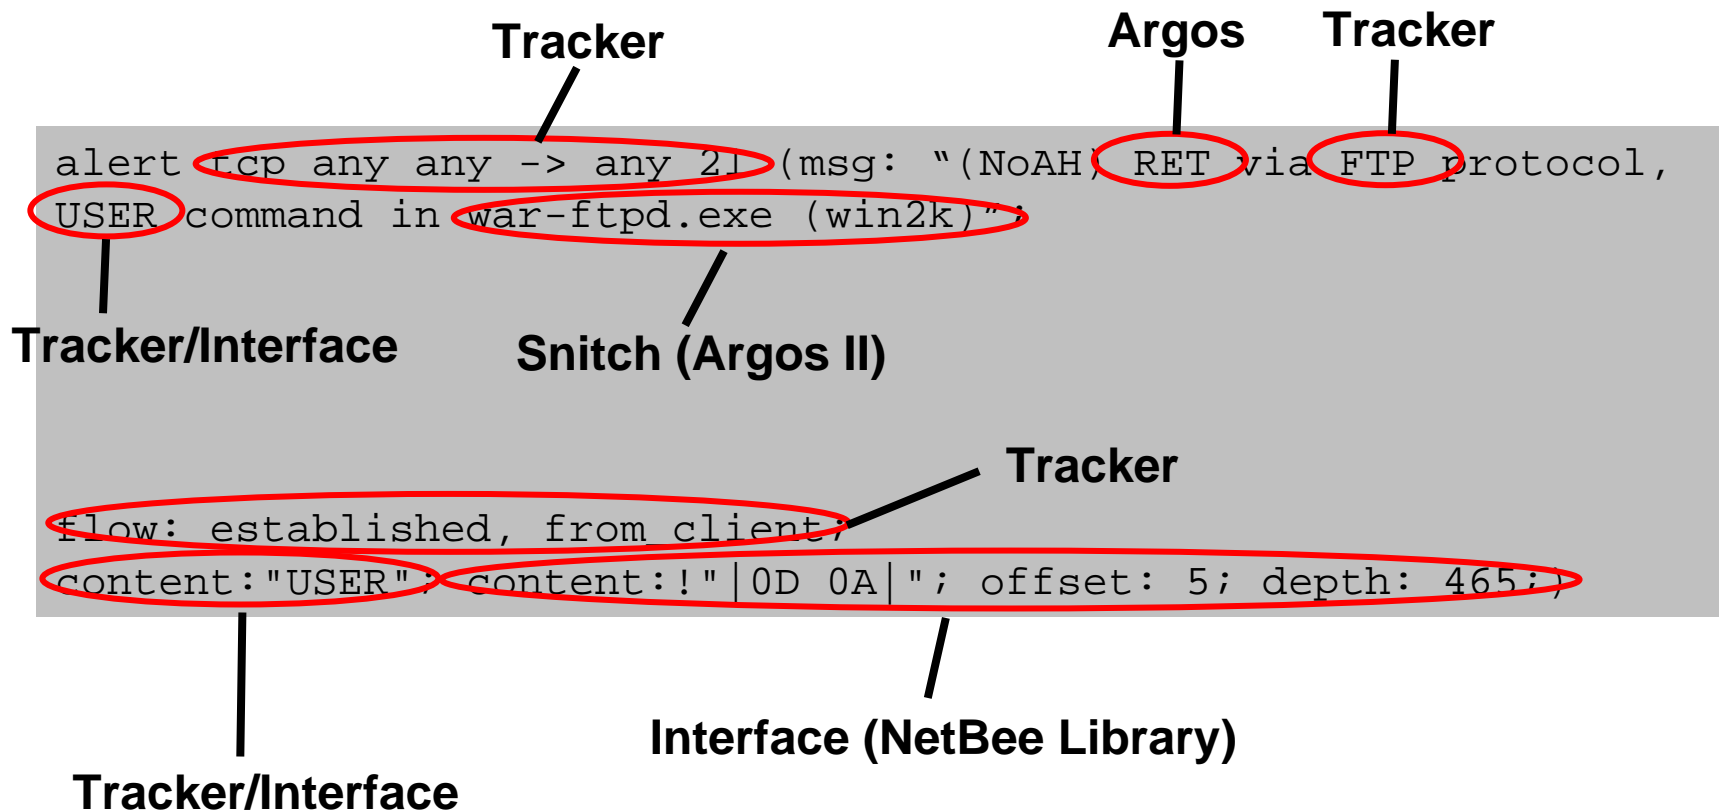 Tracker
Argos
Tracker
alert tcp any any -> any 21 (msg: “(NoAH) RET via FTP protocol,
USER command in war-ftpd.exe (win2k)”;
Tracker/Interface
Snitch (Argos II)
Tracker
flow: established, from_client;
content:"USER"; content:!"|0D 0A|"; offset: 5; depth: 465;)
Interface (NetBee Library)
Tracker/Interface